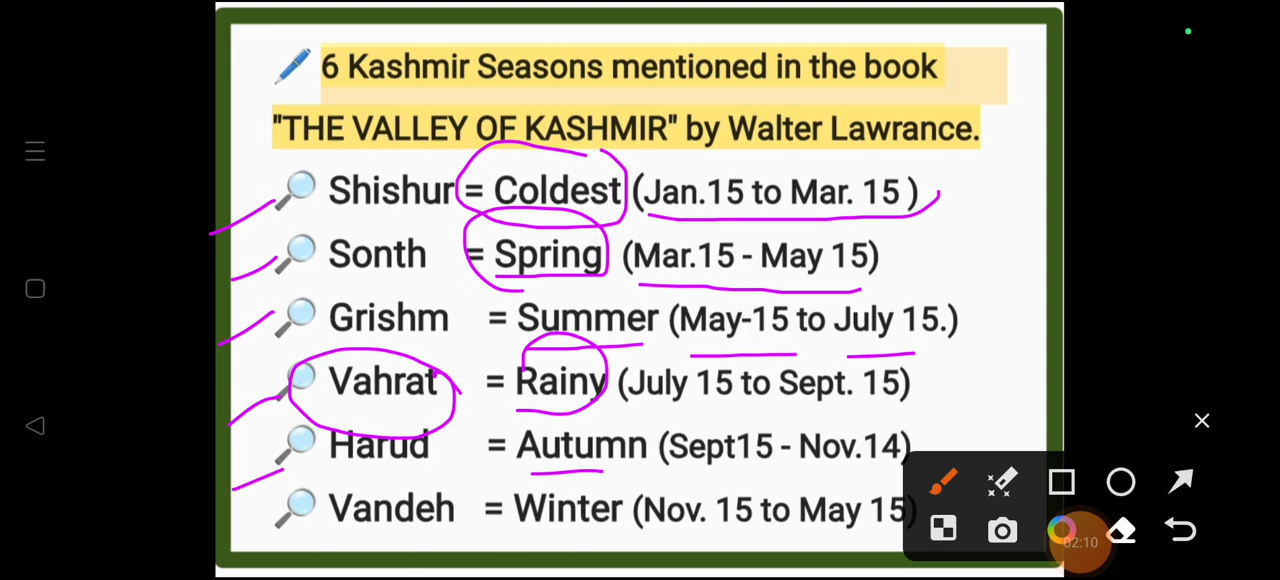 6 Kashmir Seasons mentioned in the book
"THE VALLEY OF KASHMIR" by Walter Lawrance.
Shishur = Coldest (Jan.15 to Mar. 15 )
Sonth = Spring (Mar.15 - May 15)
Grishm = Summer (May-15 to July 15.)
Vahrat = Rainy (July 15 to Sept. 15)
Harud = Autumn (Sept15 - Nov.14)
Vandeh = Winter (Nov. 15 to May 15)
02:10